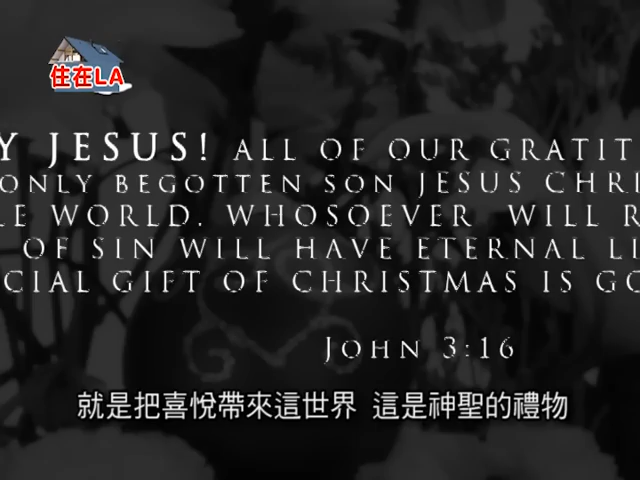 住在LA
Y JESUS! ALL OF OUR GRATIT
ONLY BEGOTTEN SON JESUS CHRI
LE WORLD. WHOSOEVER WILL R
OF SIN WILL HAVE ETERNAL LI
CIAL GIFT OF CHRISTMAS IS GO
JOHN 3:16
就是把喜悅帶來這世界 這是神聖的禮物